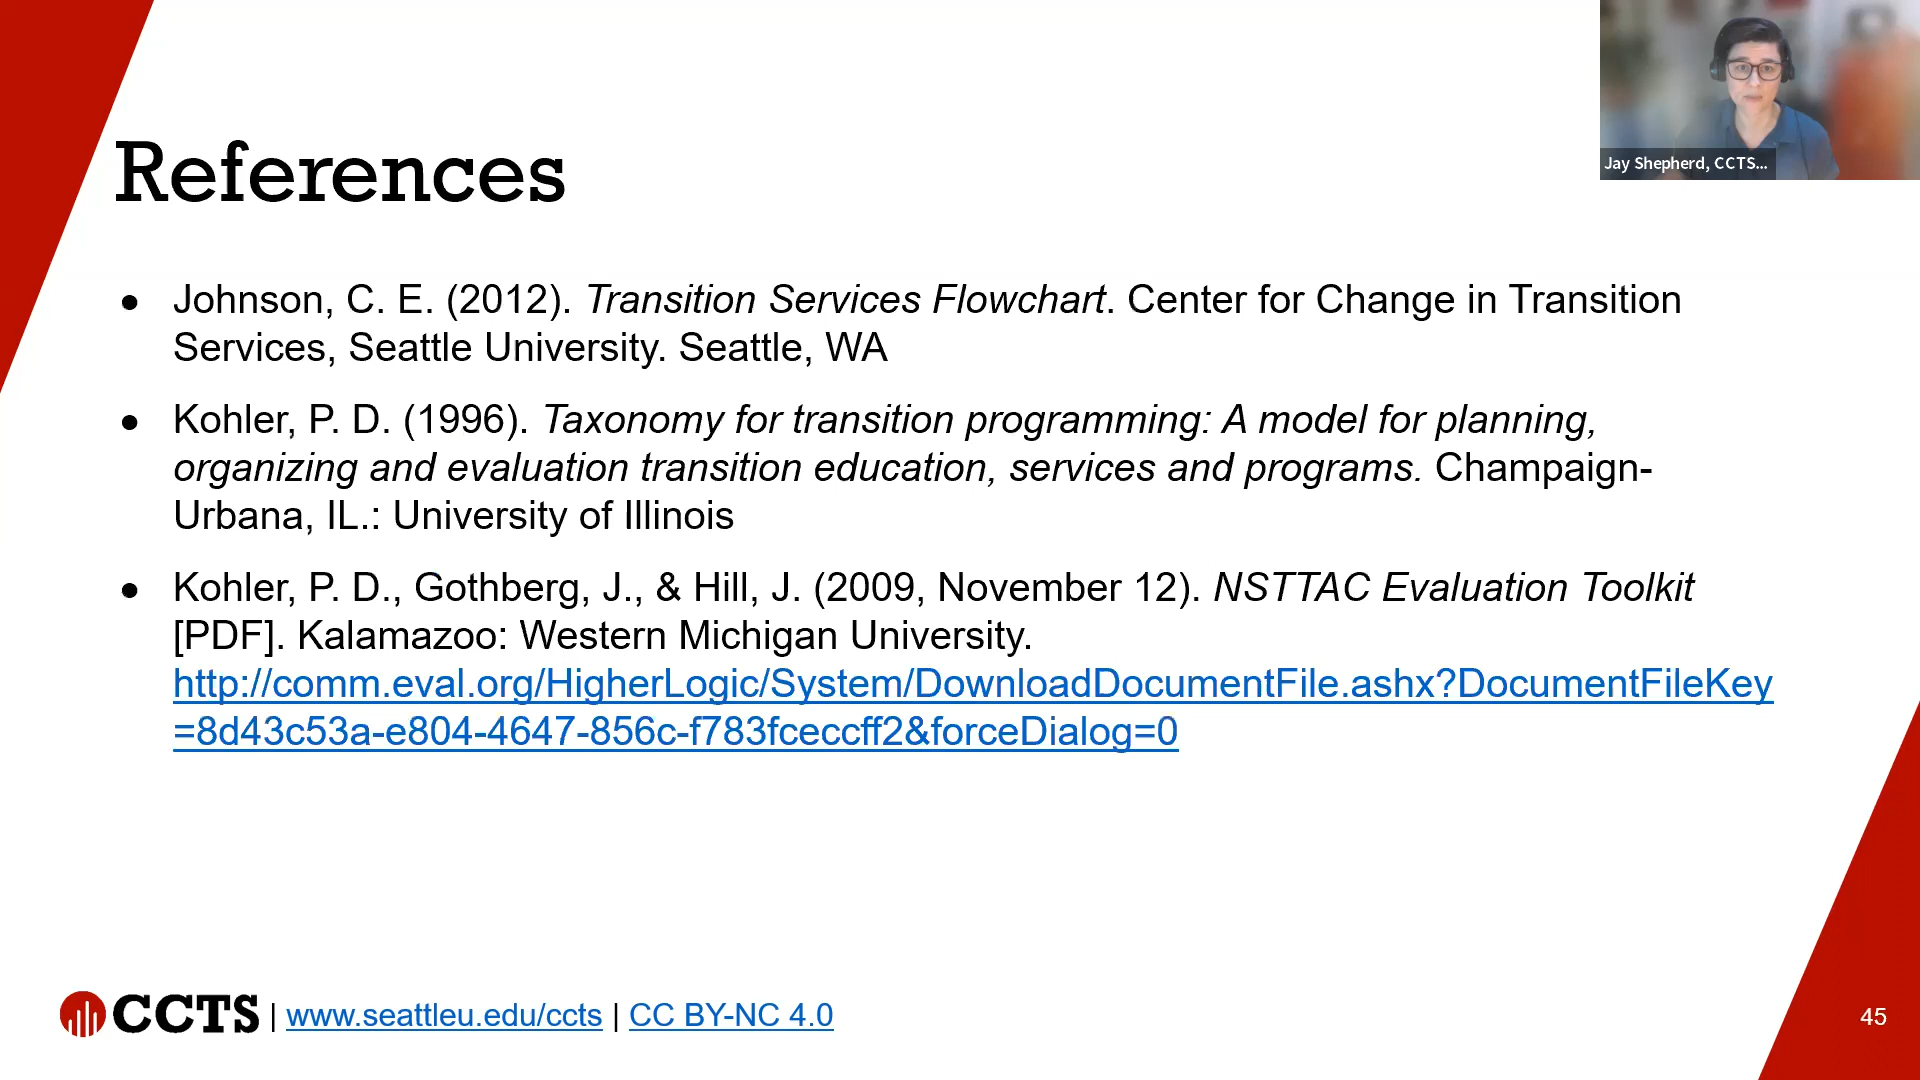 Jay Shepherd, CCTS...
References
● Johnson, C. E. (2012). Transition Services Flowchart. Center for Change in Transition
Services, Seattle University. Seattle, WA
● Kohler, P. D. (1996). Taxonomy for transition programming: A model for planning,
organizing and evaluation transition education, services and programs. Champaign-
Urbana, IL.: University of Illinois
● Kohler, P. D., Gothberg, J., & Hill, J. (2009, November 12). NSTTAC Evaluation Toolkit
[PDF]. Kalamazoo: Western Michigan University.
http://comm.eval.org/HigherLogic/System/DownloadDocumentFile.ashx?DocumentFileKey
=8d43c53a-e804-4647-856c-f783fceccff2&forceDialog=0
CCTS | www.seattleu.edu/ccts | CC BY-NC 4.0
45